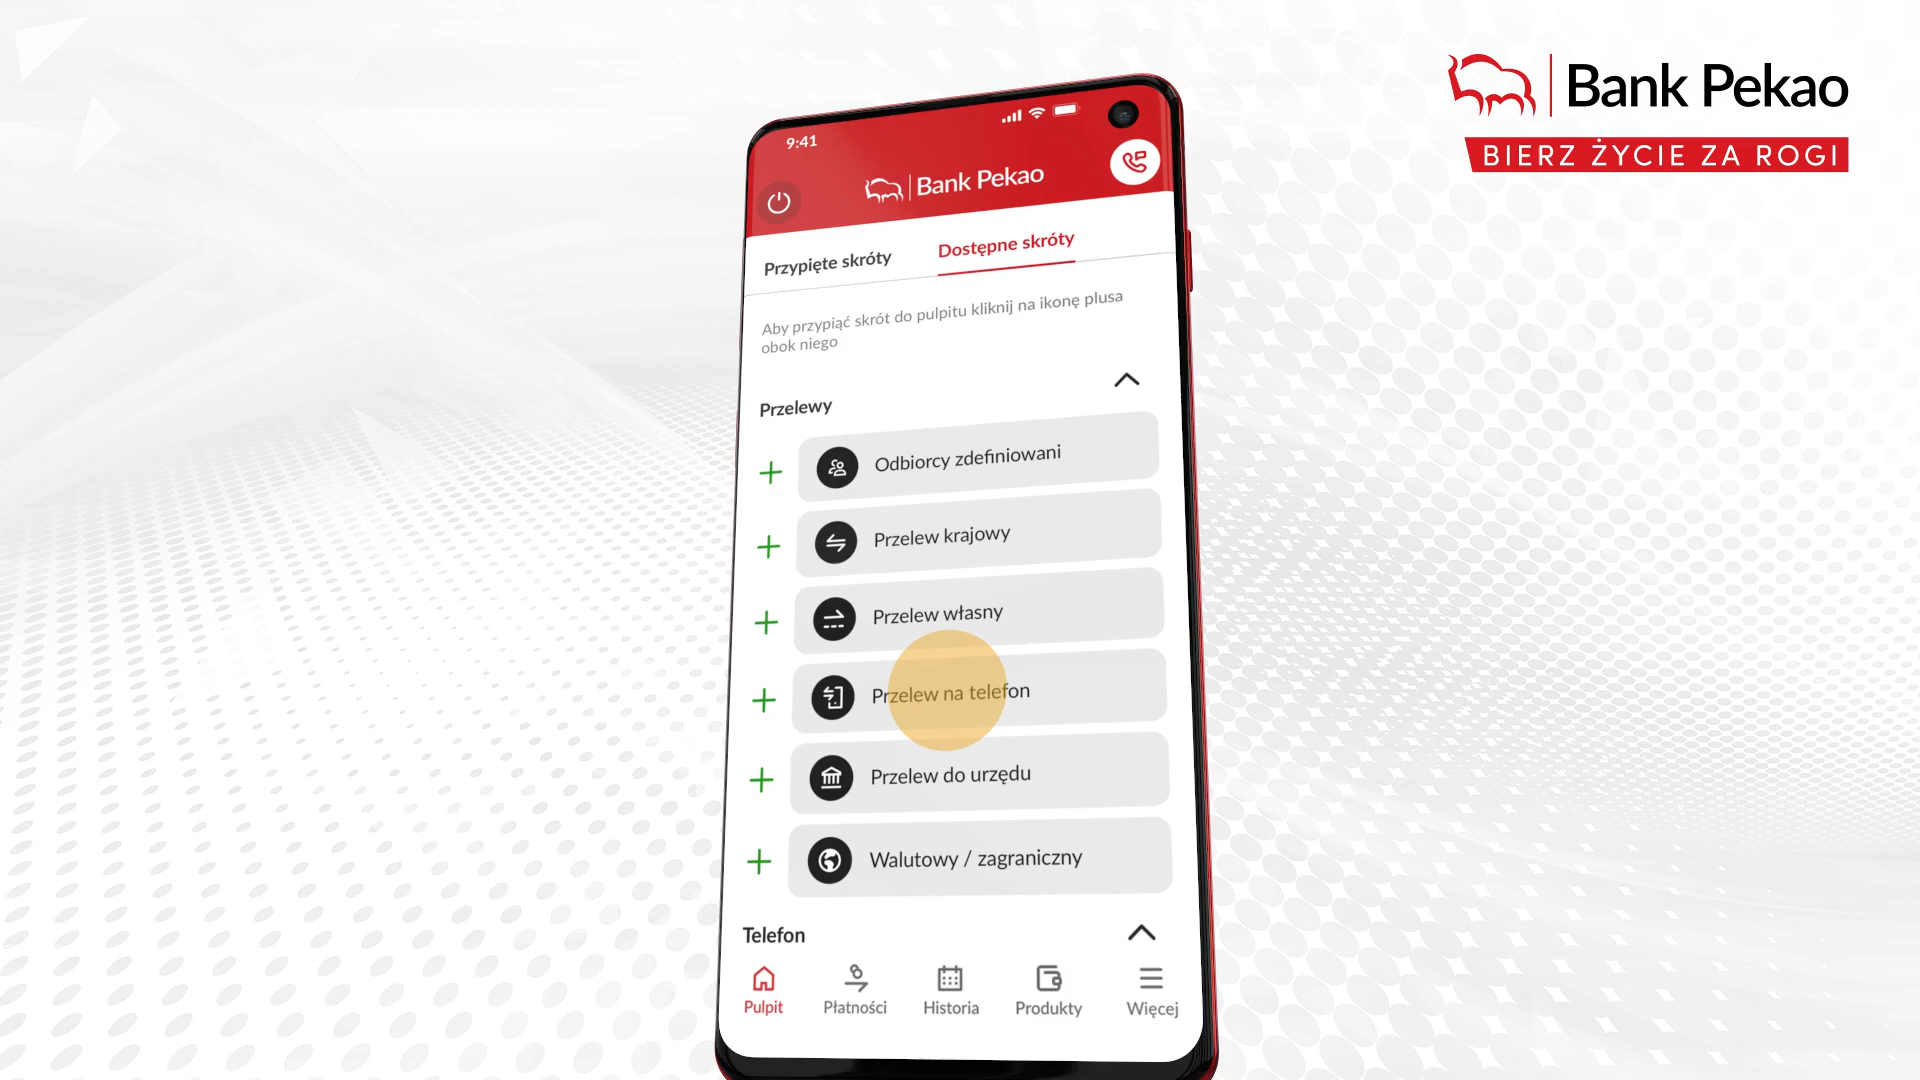 Bank Pekao
BIERZ ŻYCIE ZA ROGI
9:41
Bank Pekao
Przypięte skróty
Dostępne skróty
Aby przypiąć skrót do pulpitu kliknij na ikonę plusa
obok niego
Przelewy
Odbiorcy zdefiniowani
Przelew krajowy
Przelew własny
Przelew na telefon
Przelew do urzędu
Walutowy / zagraniczny
Telefon
Pulpit
Płatności
Historia
Produkty
Więcej